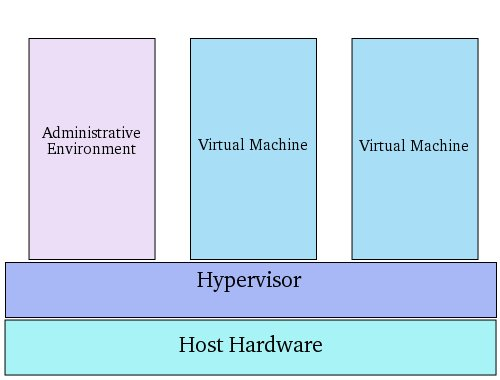 Administrative
Environment
Virtual Machine
Virtual Machine
Hypervisor
Host Hardware